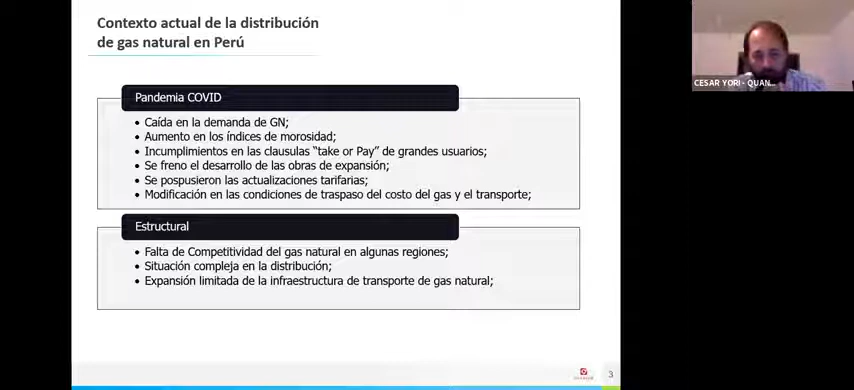 Contexto actual de la distribución
de gas natural en Perú
Pandemia COVID
• Caída en la demanda de GN;
• Aumento en los índices de morosidad;
• Incumplimientos en las clausulas “take or Pay” de grandes usuarios;
• Se freno el desarrollo de las obras de expansión;
• Se pospusieron las actualizaciones tarifarias;
• Modificación en las condiciones de traspaso del costo del gas y el transporte;
Estructural
• Falta de Competitividad del gas natural en algunas regiones;
• Situación compleja en la distribución;
• Expansión limitada de la infraestructura de transporte de gas natural;
3
CESAR YORI - QUAN...